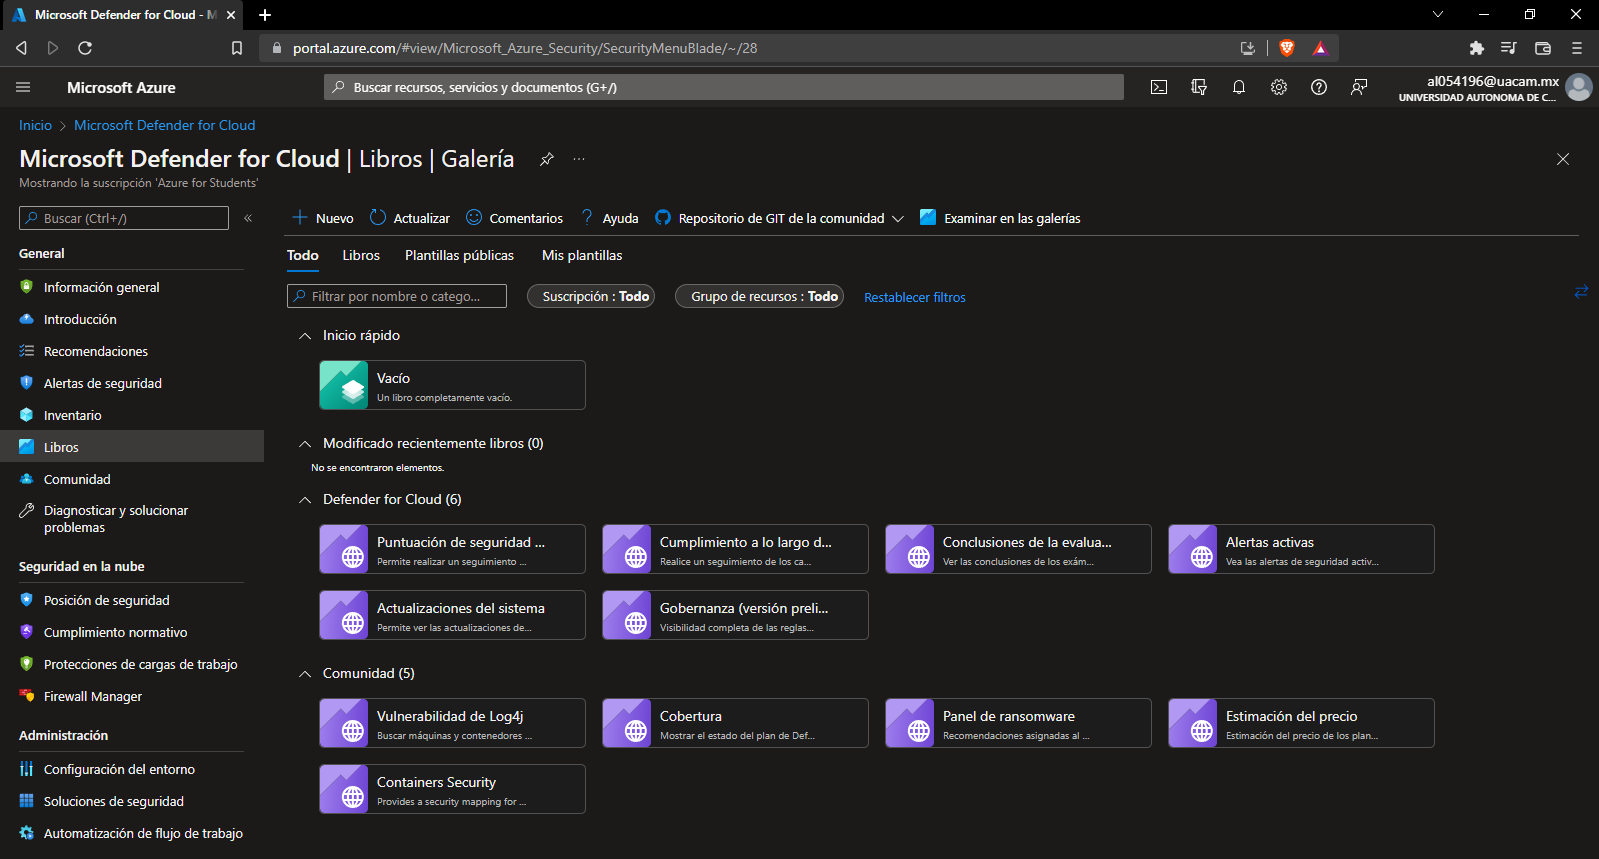 Microsoft Defender for Cloud - M
portal.azure.com/#view/Microsoft_Azure_Security/SecurityMenuBlade/~/28
Microsoft Azure
Buscar recursos, servicios y documentos (G+/)
al054196@uacam.mx
UNIVERSIDAD AUTONOMA DE C...
Inicio > Microsoft Defender for Cloud
Microsoft Defender for Cloud | Libros | Galería
Mostrando la suscripción 'Azure for Students'
Buscar (Ctrl+/)
«
General
Información general
Introducción
Recomendaciones
Alertas de seguridad
Inventario
Libros
Comunidad
Diagnosticar y solucionar
problemas
Seguridad en la nube
Posición de seguridad
Cumplimiento normativo
Protecciones de cargas de trabajo
Firewall Manager
Administración
Configuración del entorno
Soluciones de seguridad
Automatización de flujo de trabajo
Nuevo Actualizar Comentarios Ayuda Repositorio de GIT de la comunidad Examinar en las galerías
Todo Libros Plantillas públicas Mis plantillas
Filtrar por nombre o catego... Suscripción : Todo Grupo de recursos : Todo Restablecer filtros
Inicio rápido
Vacío
Un libro completamente vacío.
Modificado recientemente libros (0)
No se encontraron elementos.
Defender for Cloud (6)
Puntuación de seguridad ...
Permite realizar un seguimiento ...
Cumplimiento a lo largo d...
Realice un seguimiento de los ca...
Conclusiones de la evalua...
Ver las conclusiones de los exám...
Alertas activas
Vea las alertas de seguridad activ...
Actualizaciones del sistema
Permite ver las actualizaciones de...
Gobernanza (versión preli...
Visibilidad completa de las reglas...
Comunidad (5)
Vulnerabilidad de Log4j
Buscar máquinas y contenedores ...
Cobertura
Mostrar el estado del plan de Def...
Panel de ransomware
Recomendaciones asignadas al ...
Estimación del precio
Estimación del precio de los plan...
Containers Security
Provides a security mapping for ...